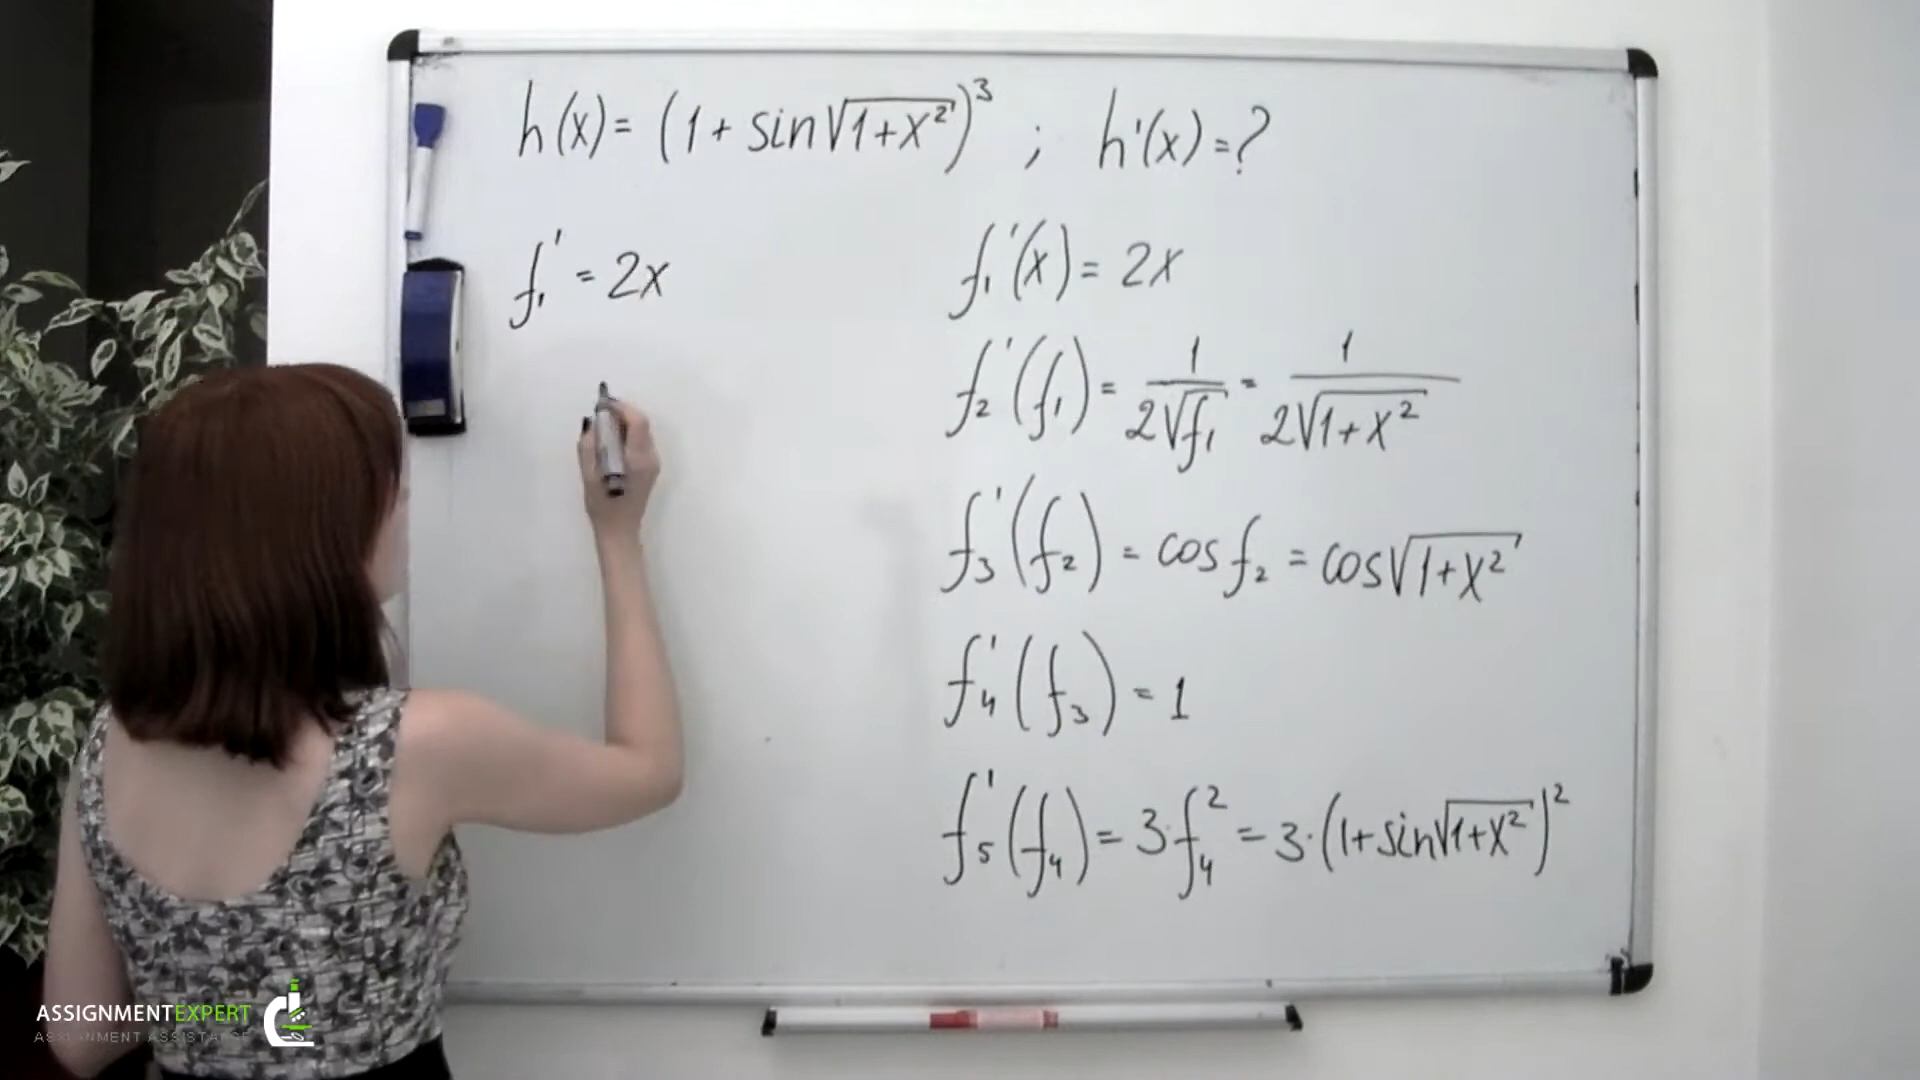 h(x) = (1 + sin√(1+x²))³ ; h'(x) = ?
f₁' = 2x
f₁'(x) = 2x
f₂'(f₁) = 1/(2√f₁) = 1/(2√(1+x²))
f₃'(f₂) = cos f₂ = cos√(1+x²)
f₄'(f₃) = 1
f₅'(f₄) = 3·f₄² = 3·(1+sin√(1+x²))²
ASSIGNMENTEXPERT
ASSIGNMENT ASSISTANCE